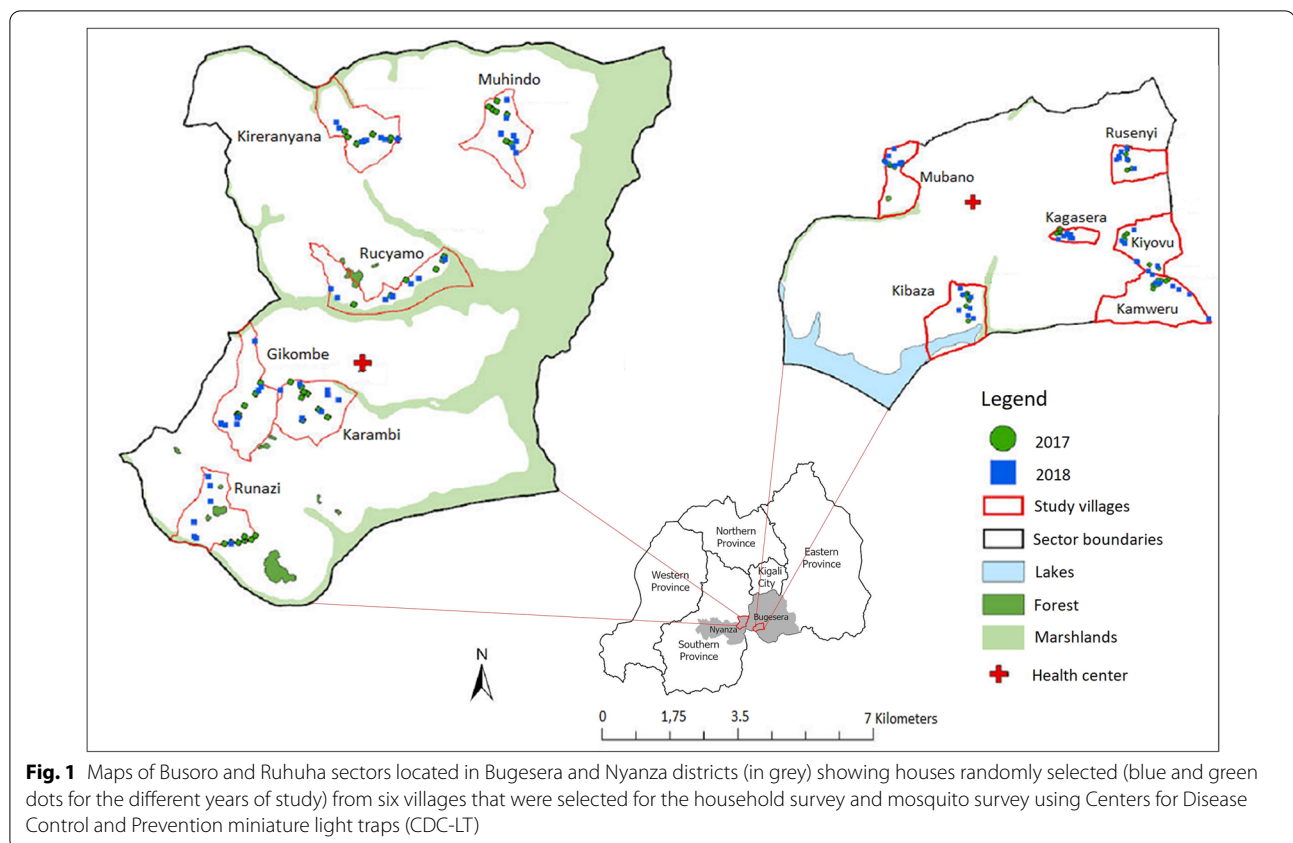 Muhindo
Kireranyana
Rucyamo
Gikombe
Karambi
Runazi
Rusenyi
Mubano
Kagasera
Kiyovu
Kibaza
Kamweru
Legend
2017
2018
Study villages
Sector boundaries
Lakes
Forest
Marshlands
Health center
Northern
Province
Eastern
Province
Kigali
City
Western
Province
Bugesera
Nyanza
Southern
Province
N
0 1,75 3.5 7 Kilometers
Fig. 1 Maps of Busoro and Ruhuha sectors located in Bugesera and Nyanza districts (in grey) showing houses randomly selected (blue and green
dots for the different years of study) from six villages that were selected for the household survey and mosquito survey using Centers for Disease
Control and Prevention miniature light traps (CDC-LT)